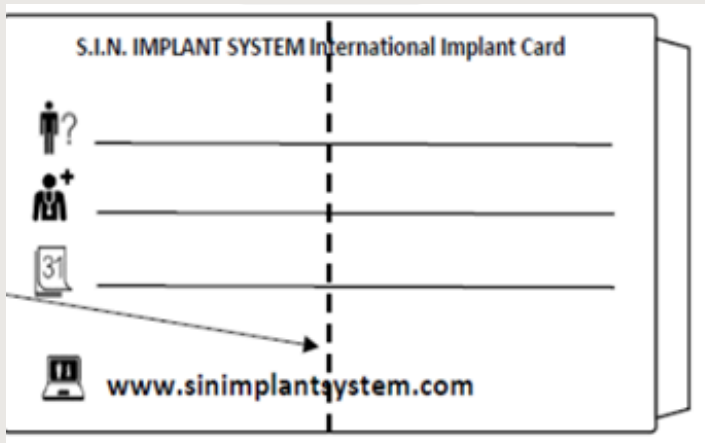 S.I.N. IMPLANT SYSTEM International Implant Card
?
+
31
www.sinimplantsystem.com